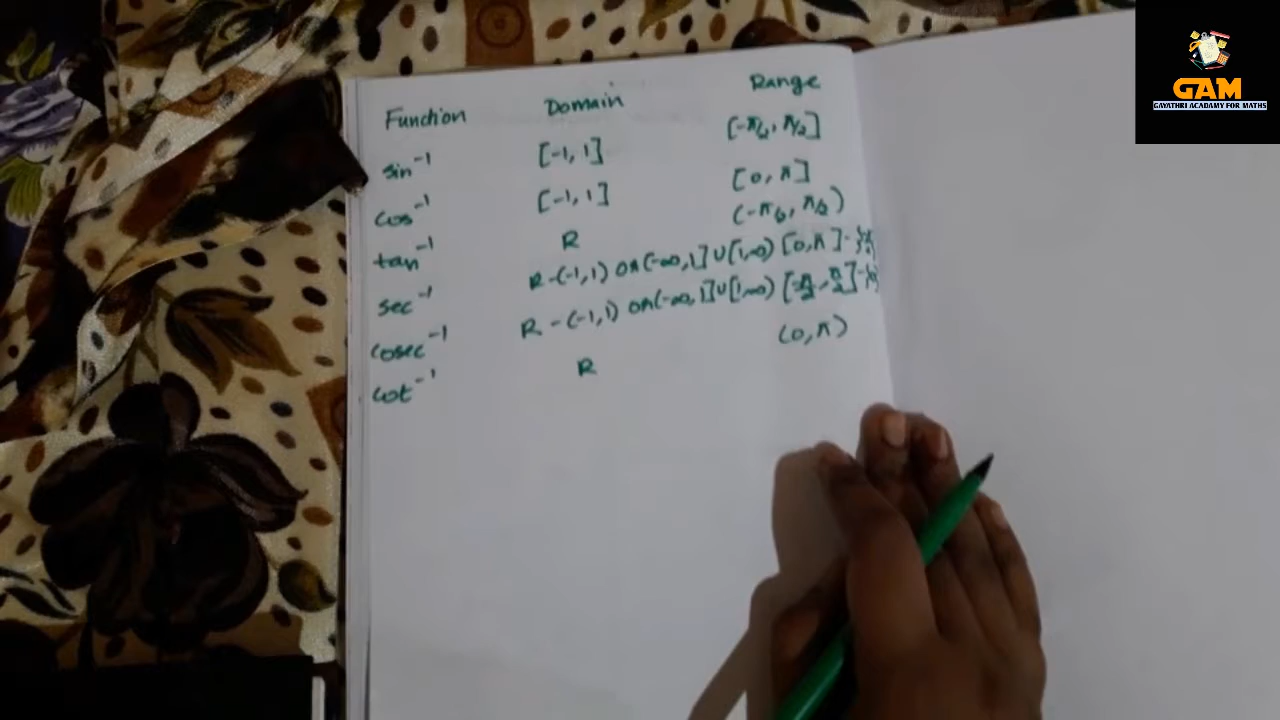 Function Domain Range
sin⁻¹ [-1, 1] [-π/2, π/2]
cos⁻¹ [-1, 1] [0, π]
tan⁻¹ R (-π/2, π/2)
sec⁻¹ R - (-1, 1) OR (-∞, 1] ∪ [1, ∞) [0, π] -
cosec⁻¹ R - (-1, 1) OR (-∞, 1] ∪ [1, ∞) [-π/2, π/2] -
cot⁻¹ R (0, π)
GAM
GAYATHRI ACADAMY FOR MATHS